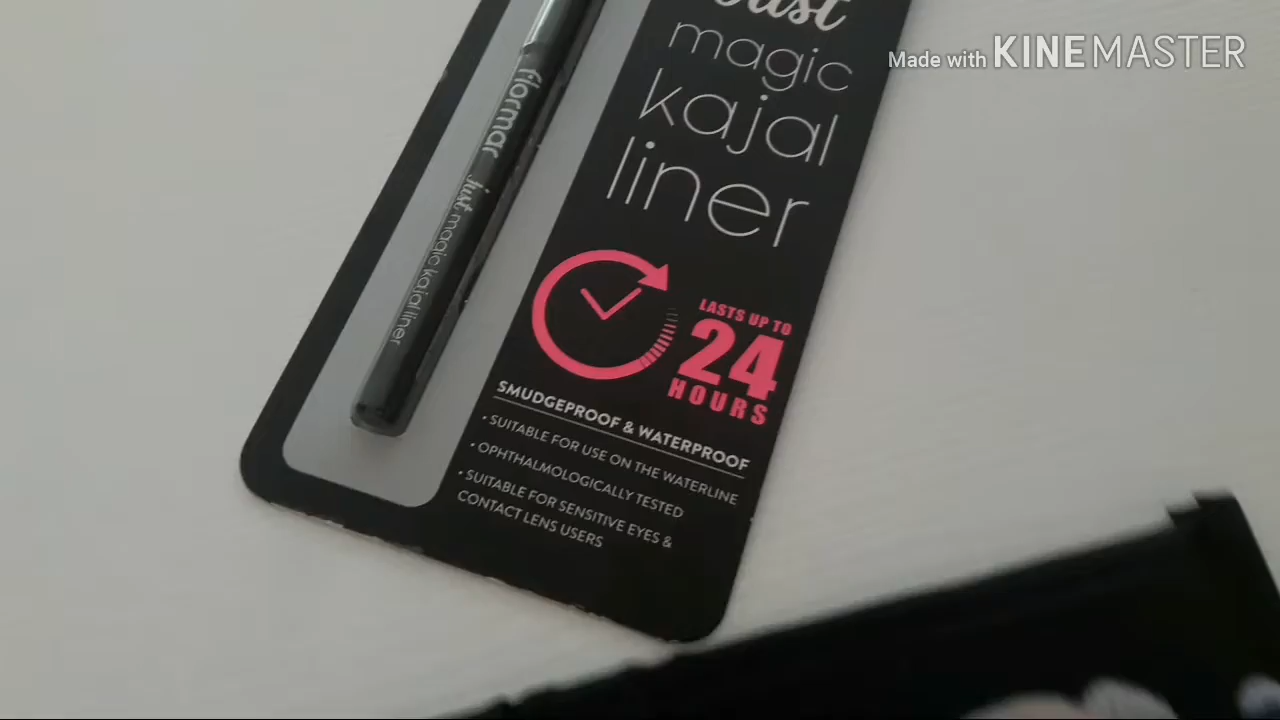 Just
magic
kajal
liner
Made with KINEMASTER
flormar Just magic kajal liner
LASTS UP TO
24
HOURS
SMUDGEPROOF & WATERPROOF
• SUITABLE FOR USE ON THE WATERLINE
• OPHTHALMOLOGICALLY TESTED
• SUITABLE FOR SENSITIVE EYES &
CONTACT LENS USERS